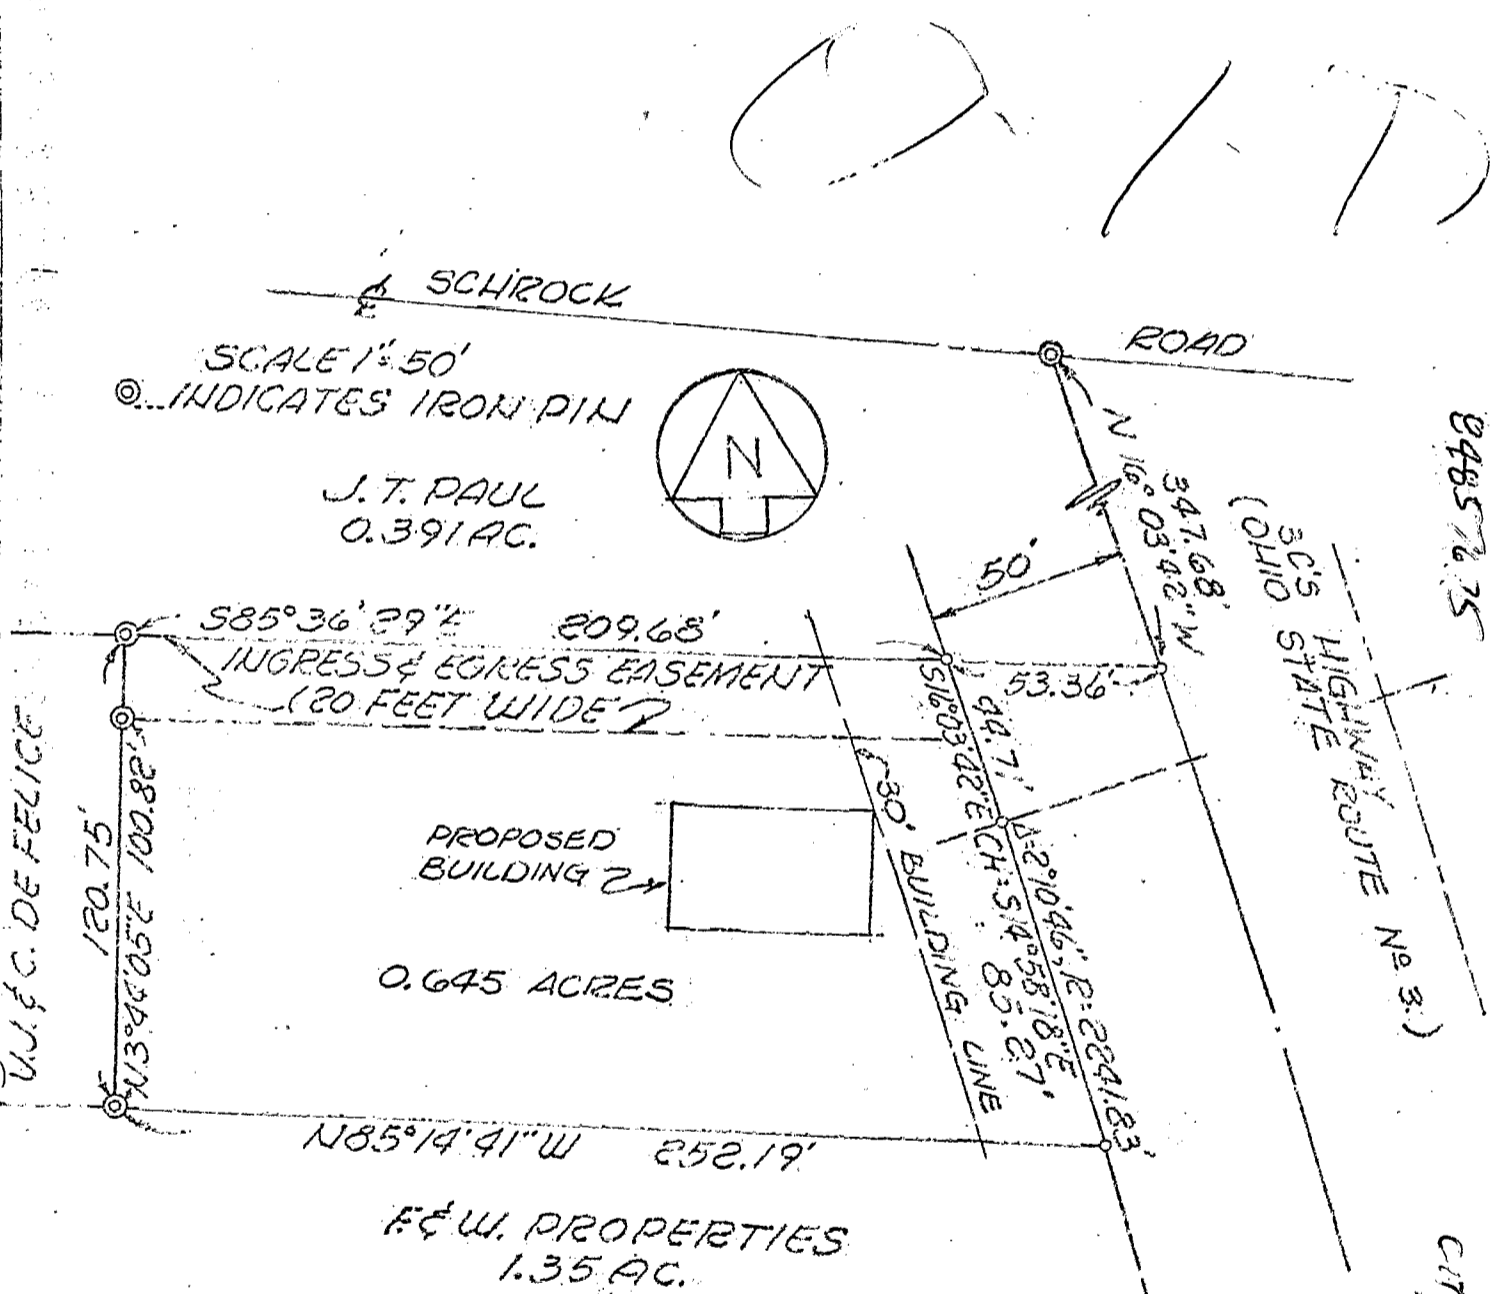 SCHROCK ROAD
SCALE 1"=50'
...INDICATES IRON PIN
N
J.T. PAUL
0.391 AC.
N 16° 03' 42" W
347.68'
3C'S HIGHWAY
(OHIO STATE ROUTE Nº 3.)
50'
S85°36'29"E 209.68'
INGRESS & EGRESS EASEMENT
(20 FEET WIDE)
53.36'
S16°03'42"E
44.71'
30' BUILDING LINE
Δ=2°10'46", R=2241.83'
CH=S14°58'18"E
85.27'
V.J. & C. DE FELICE
120.75'
N3°44'05"E 100.82'
PROPOSED
BUILDING
0.645 ACRES
N85°14'41"W 252.19'
E & W. PROPERTIES
1.35 AC.